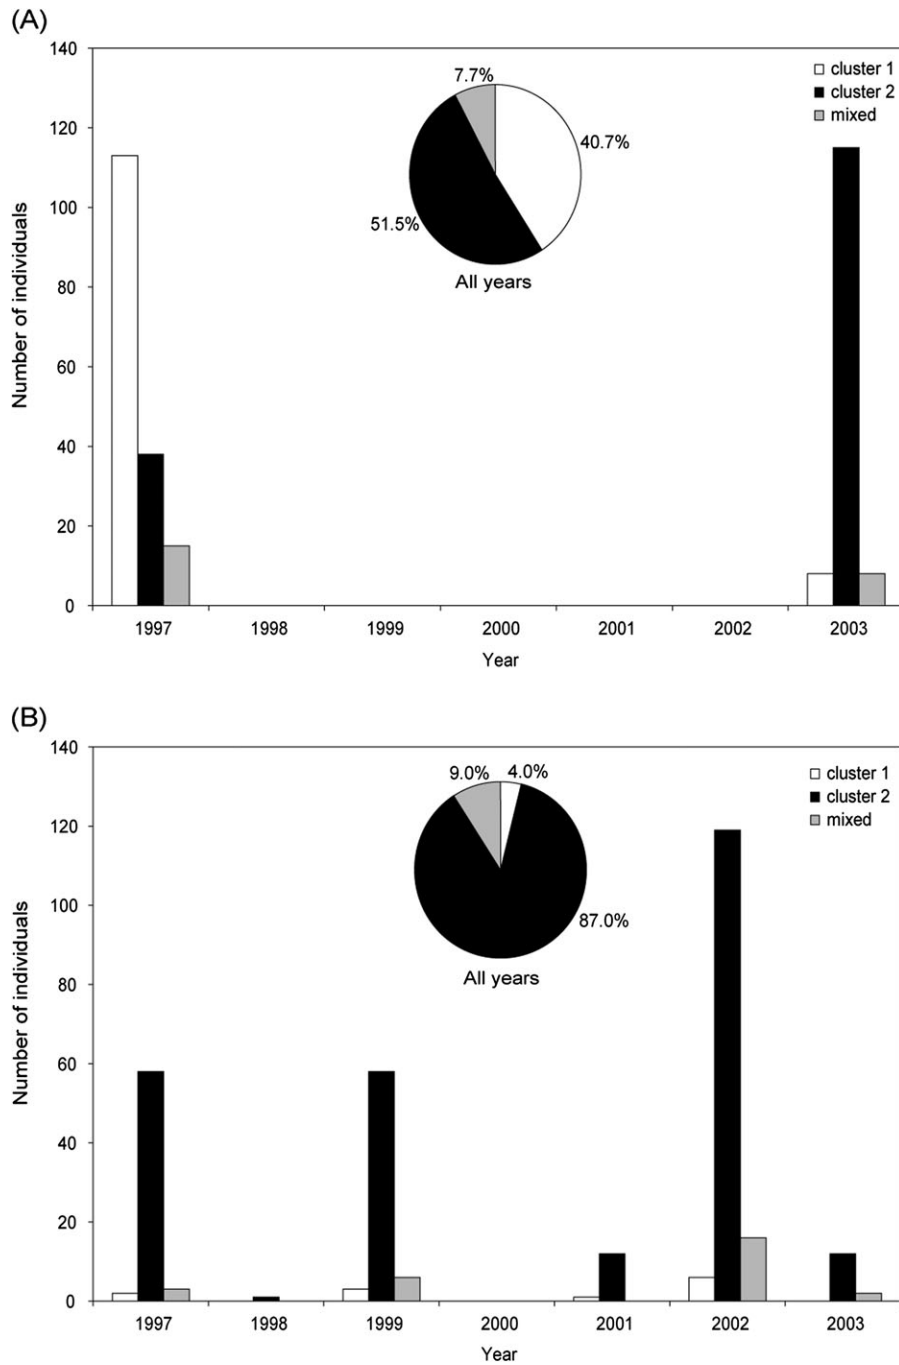 (A)
140
120
100
80
60
40
20
0
Number of individuals
7.7%
40.7%
51.5%
All years
cluster 1
cluster 2
mixed
1997 1998 1999 2000 2001 2002 2003
Year
(B)
140
120
100
80
60
40
20
0
Number of individuals
9.0% 4.0%
87.0%
All years
cluster 1
cluster 2
mixed
1997 1998 1999 2000 2001 2002 2003
Year